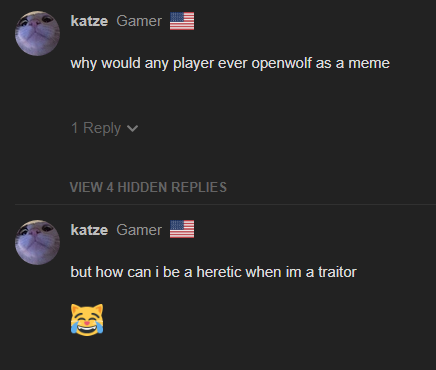 katze Gamer
why would any player ever openwolf as a meme
1 Reply
VIEW 4 HIDDEN REPLIES
katze Gamer
but how can i be a heretic when im a traitor